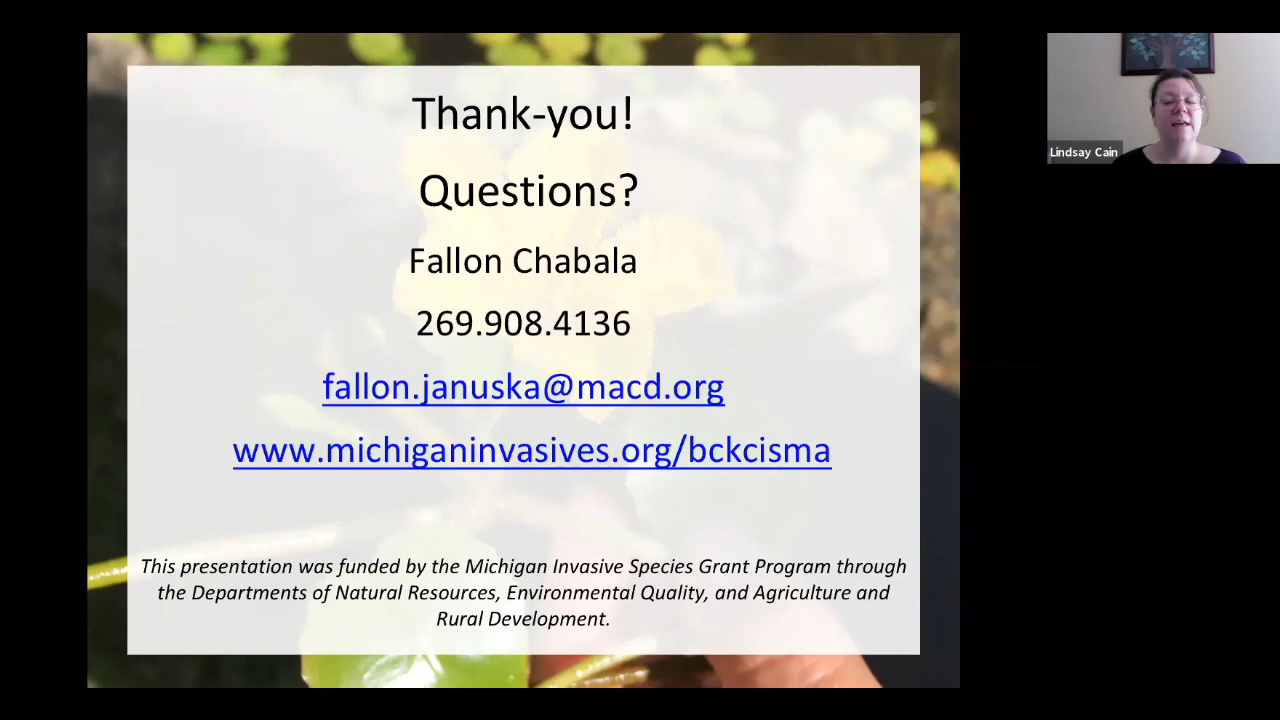 Thank-you!
Questions?
Fallon Chabala
269.908.4136
fallon.januska@macd.org
www.michiganinvasives.org/bckcisma
This presentation was funded by the Michigan Invasive Species Grant Program through
the Departments of Natural Resources, Environmental Quality, and Agriculture and
Rural Development.
Lindsay Cain